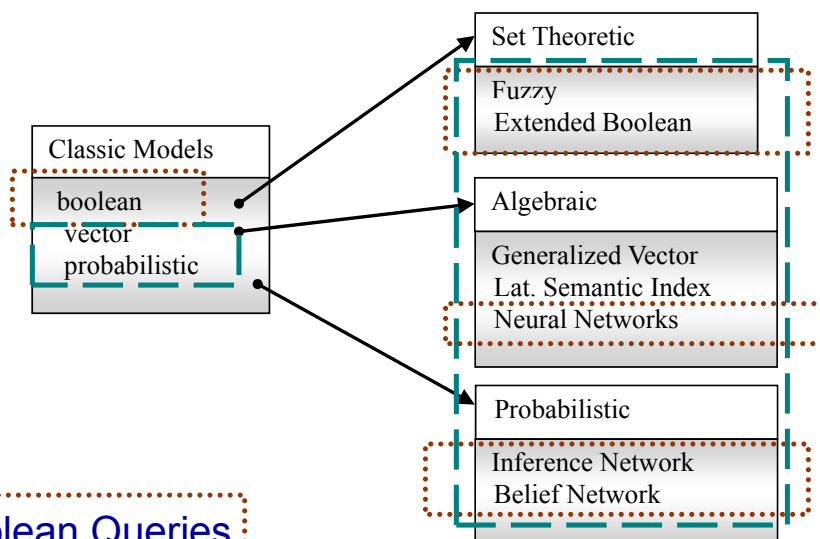 Classic Models
boolean
vector
probabilistic
Set Theoretic
Fuzzy
Extended Boolean
Algebraic
Generalized Vector
Lat. Semantic Index
Neural Networks
Probabilistic
Inference Network
Belief Network
olean Queries